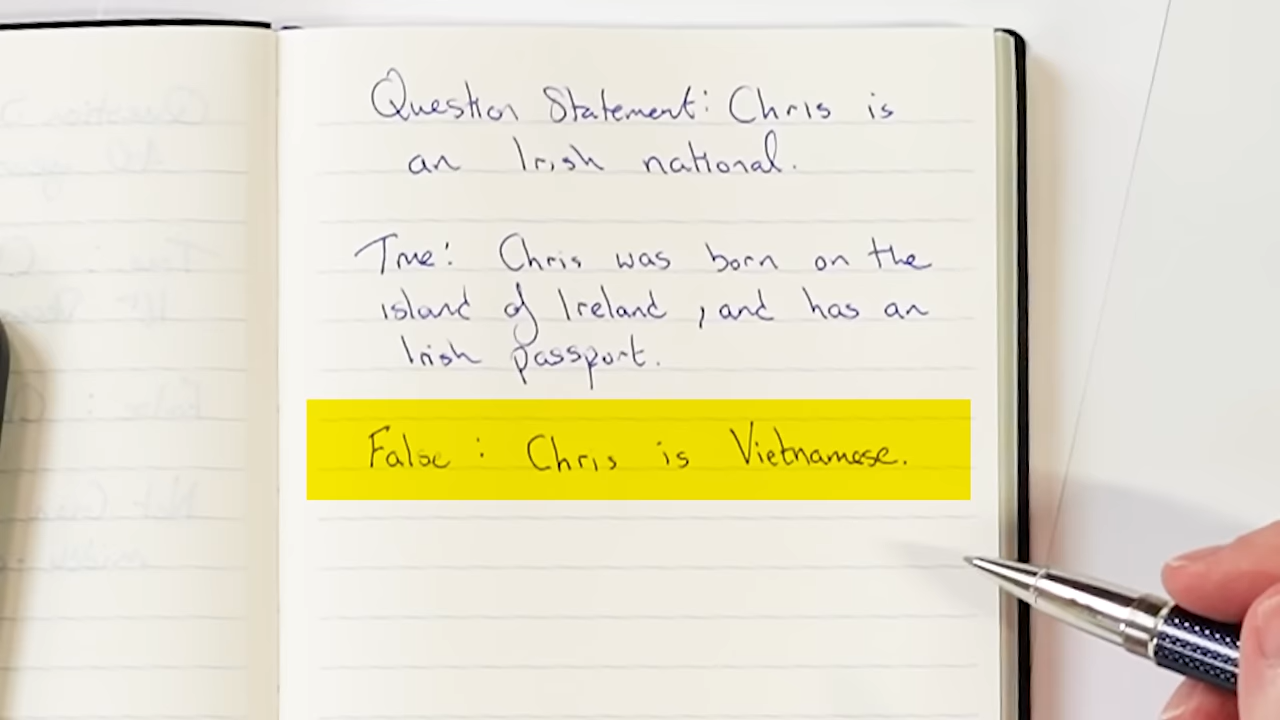 Question Statement: Chris is
an Irish national.
True: Chris was born on the
island of Ireland, and has an
Irish passport.
False: Chris is Vietnamese.